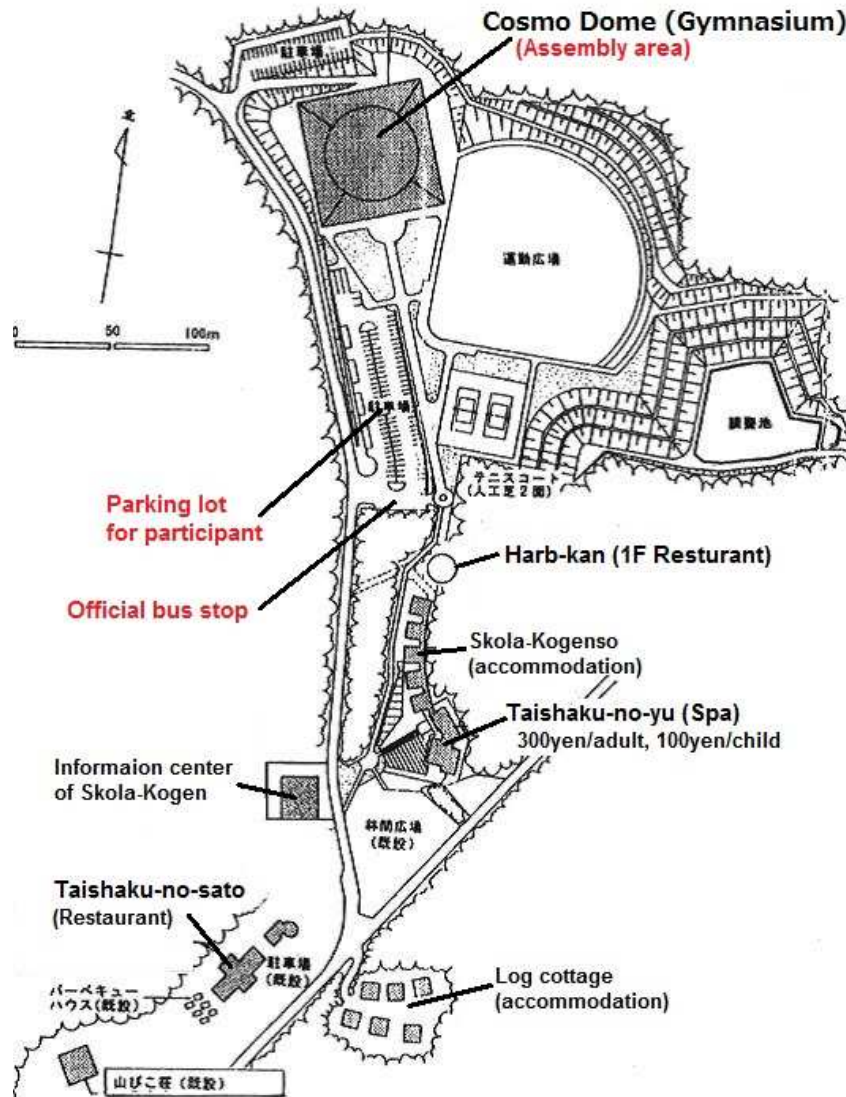 Cosmo Dome (Gymnasium)
(Assembly area)
駐車場
北
運動広場
0 50 100m
駐車場
調整池
テニスコート
(人工芝2面)
Parking lot
for participant
Harb-kan (1F Resturant)
Official bus stop
Skola-Kogenso
(accommodation)
Taishaku-no-yu (Spa)
300yen/adult, 100yen/child
Informaion center
of Skola-Kogen
林間広場
(既設)
Taishaku-no-sato
(Restaurant)
駐車場
(既設)
バーベキュー
ハウス(既設)
Log cottage
(accommodation)
山びこ荘(既設)